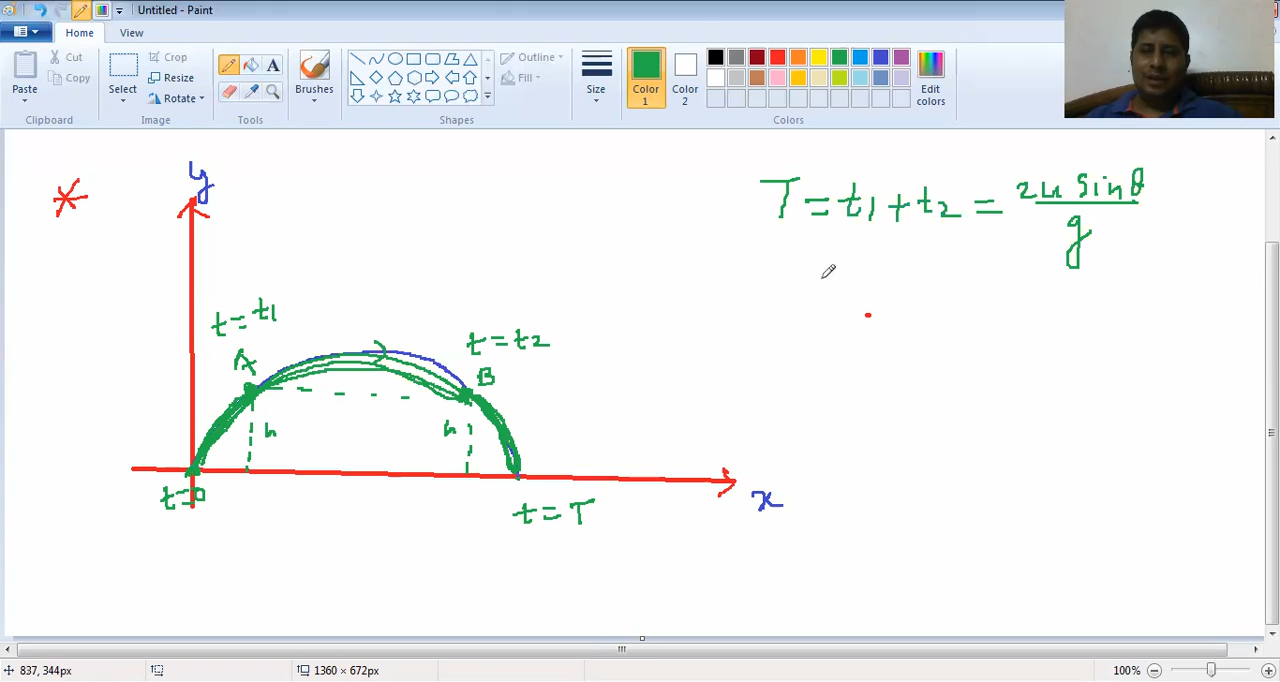 Untitled - Paint
Home View
Paste
Cut
Copy
Clipboard
Select
Crop
Resize
Rotate
Image
A
Tools
Brushes
Outline
Fill
Shapes
Size
Color 1
Color 2
Edit colors
Colors
y
*
T = t1 + t2 = 2u sinθ / g
t = t1
A
t = t2
B
h
h
t=0
t = T
x
837, 344px
1360 × 672px
100%